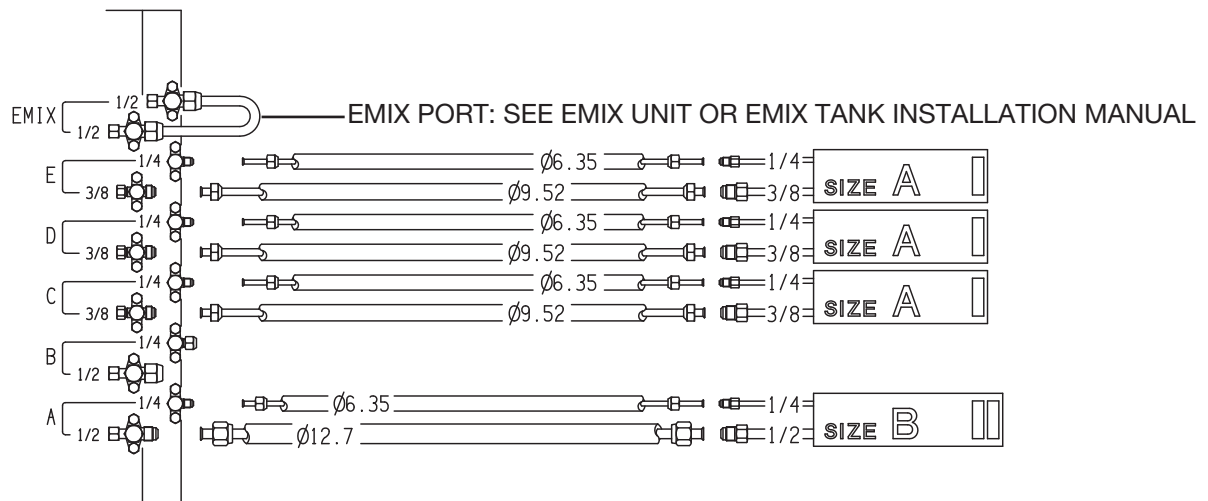 EMIX
1/2
1/2
EMIX PORT: SEE EMIX UNIT OR EMIX TANK INSTALLATION MANUAL
E
1/4
Ø6.35
1/4
3/8
Ø9.52
3/8
SIZE A
D
1/4
Ø6.35
1/4
3/8
Ø9.52
3/8
SIZE A
C
1/4
Ø6.35
1/4
3/8
Ø9.52
3/8
SIZE A
B
1/4
1/2
A
1/4
Ø6.35
1/4
1/2
Ø12.7
1/2
SIZE B